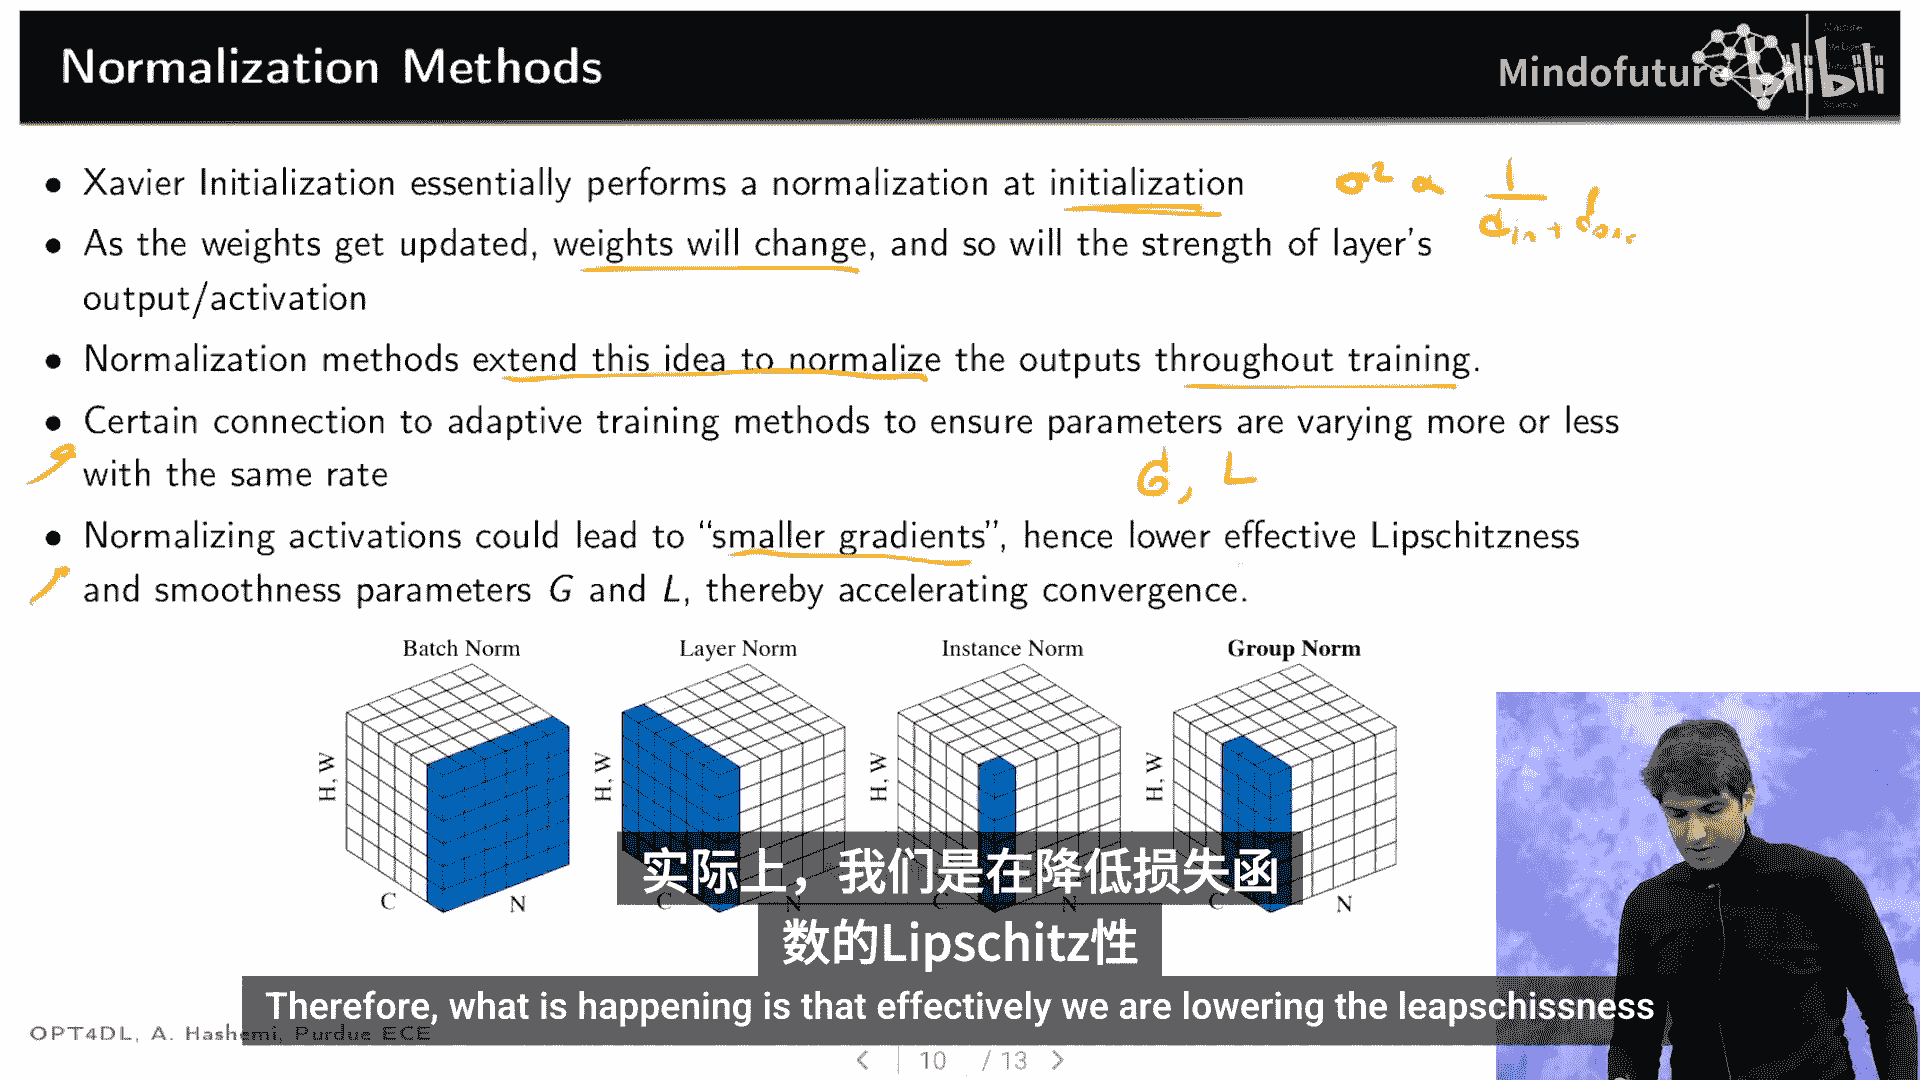 Normalization Methods
Mindofuture
bilibili
• Xavier Initialization essentially performs a normalization at initialization
σ² α 1
d_in + d_out
• As the weights get updated, weights will change, and so will the strength of layer's
output/activation
• Normalization methods extend this idea to normalize the outputs throughout training.
• Certain connection to adaptive training methods to ensure parameters are varying more or less
with the same rate
G, L
• Normalizing activations could lead to “smaller gradients”, hence lower effective Lipschitzness
and smoothness parameters G and L, thereby accelerating convergence.
Batch Norm
Layer Norm
Instance Norm
Group Norm
H, W
H, W
H, W
H, W
C
N
C
N
C
N
C
N
实际上，我们是在降低损失函
数的Lipschitz性
Therefore, what is happening is that effectively we are lowering the leapschissness
OPT4DL, A. Hashemi, Purdue ECE
10 / 13